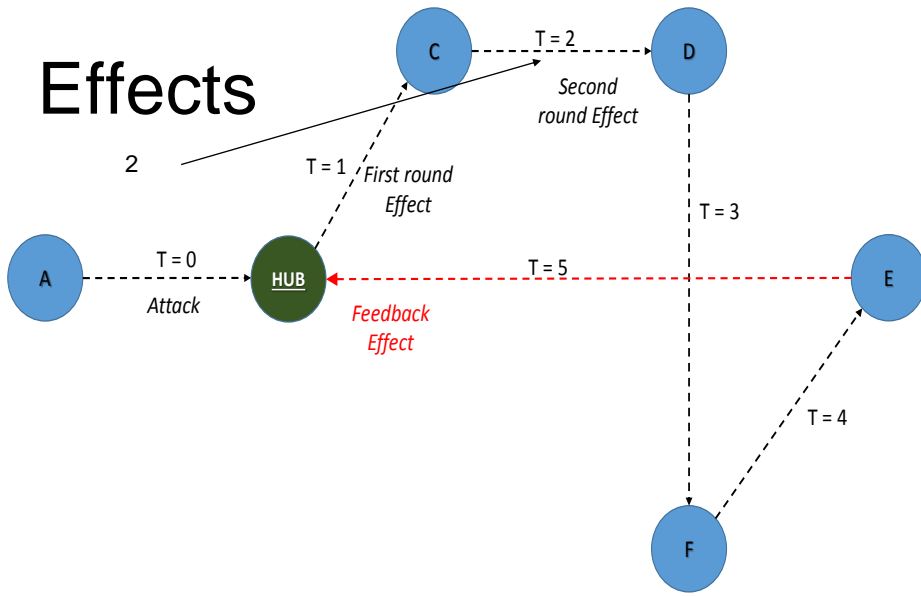 Effects
2
C
T = 2
D
Second
round Effect
T = 1
First round
Effect
T = 3
A
T = 0
Attack
HUB
T = 5
E
Feedback
Effect
T = 4
F